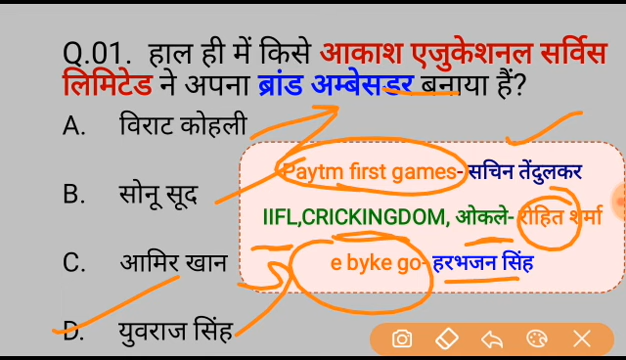 Q.01. हाल ही में किसे आकाश एजुकेशनल सर्विस
लिमिटेड ने अपना ब्रांड अम्बेसडर बनाया हैं?
A. विराट कोहली
B. सोनू सूद
C. आमिर खान
D. युवराज सिंह
Paytm first games- सचिन तेंदुलकर
IIFL,CRICKINGDOM, ओकले- रोहित शर्मा
e byke go- हरभजन सिंह